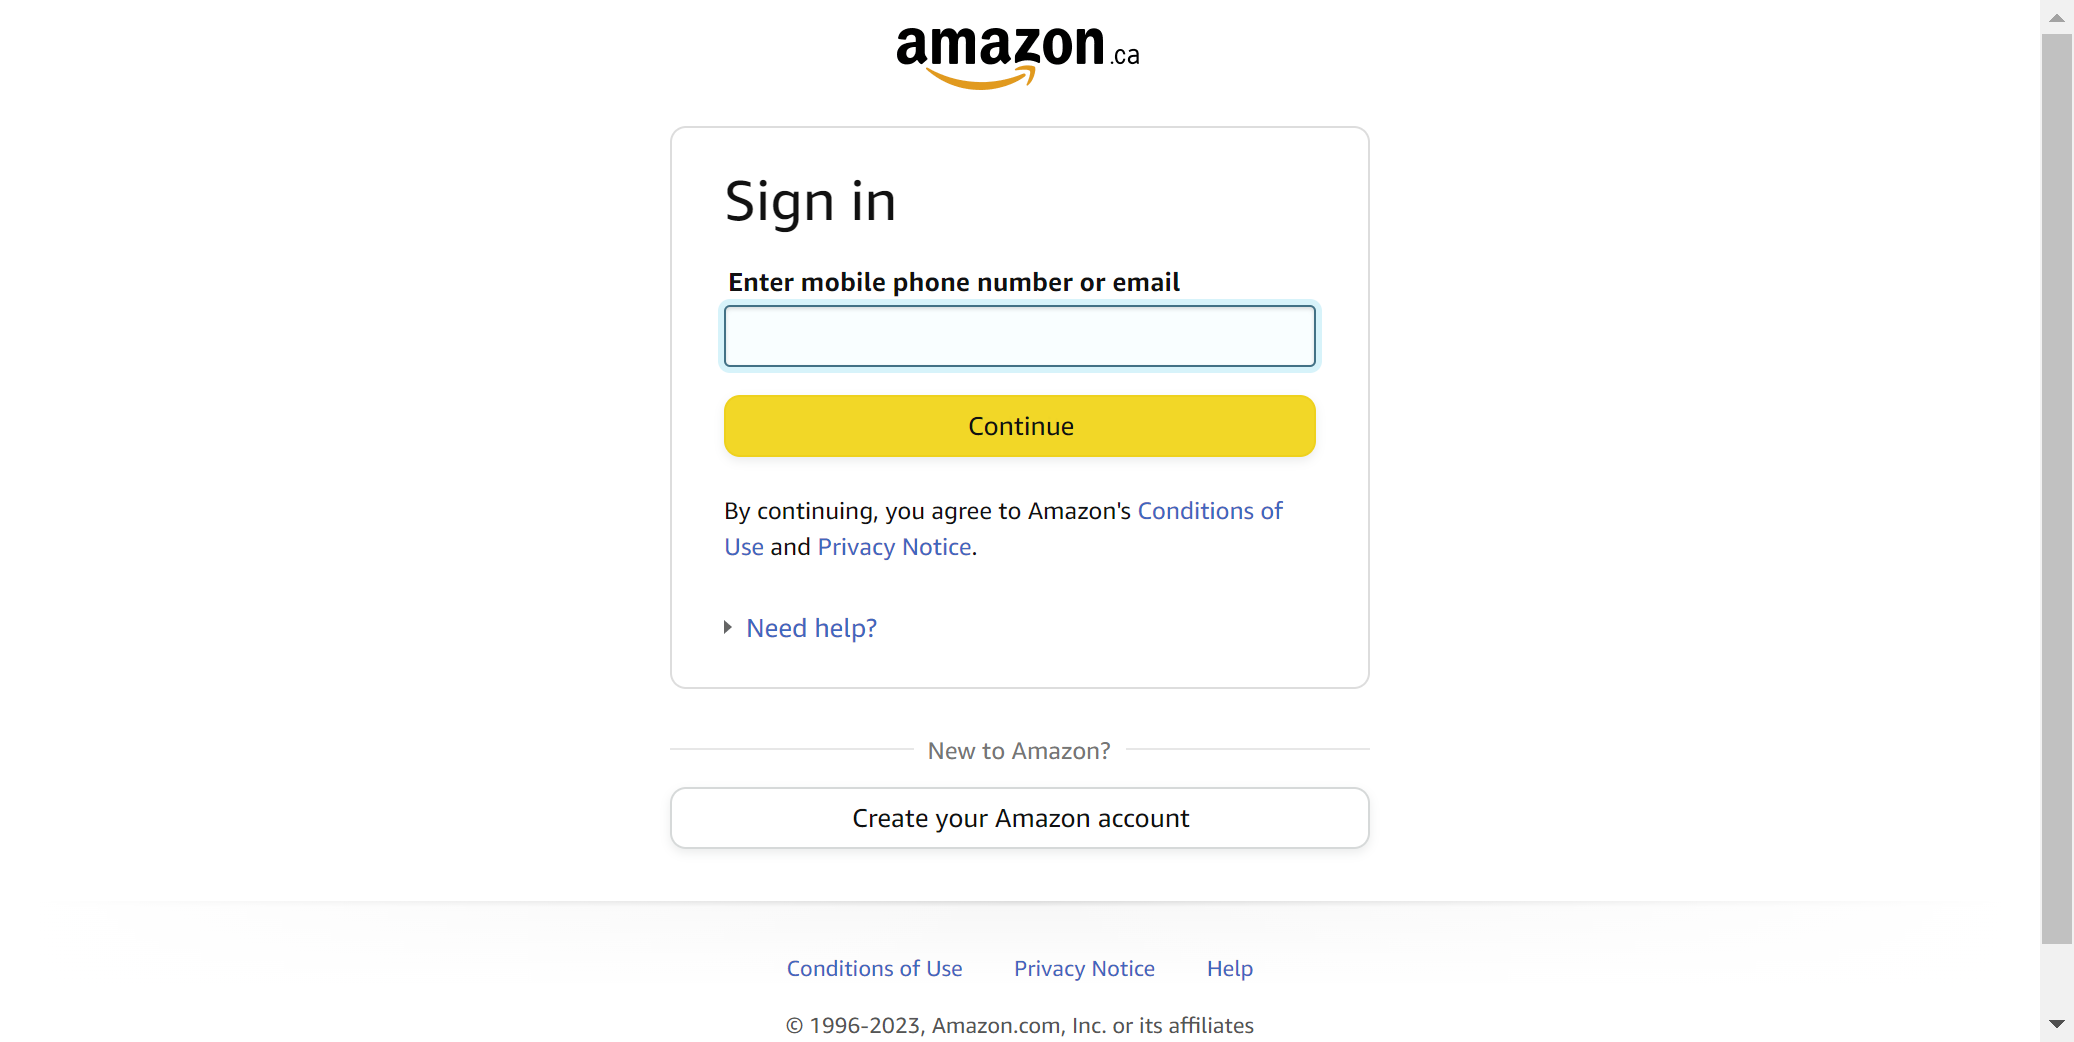 amazon.ca
Sign in
Enter mobile phone number or email
Continue
By continuing, you agree to Amazon's Conditions of
Use and Privacy Notice.
Need help?
New to Amazon?
Create your Amazon account
Conditions of Use Privacy Notice Help
© 1996-2023, Amazon.com, Inc. or its affiliates